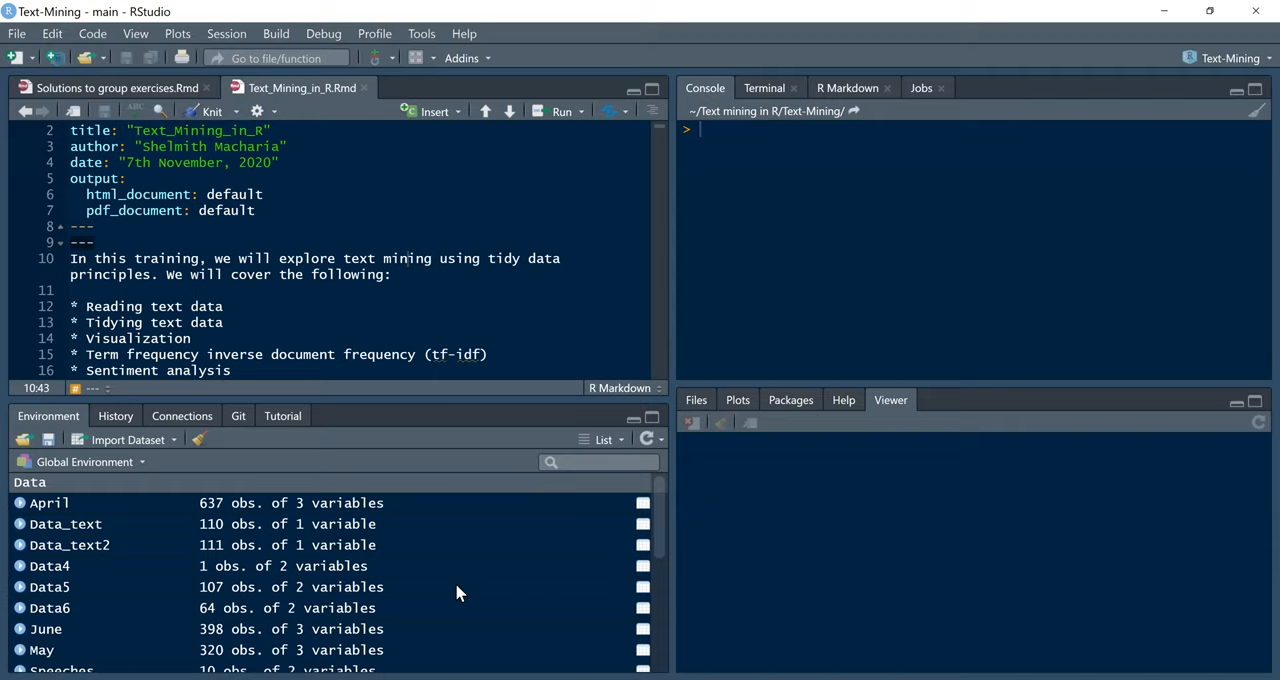 Text-Mining - main - RStudio
File Edit Code View Plots Session Build Debug Profile Tools Help
Go to file/function Addins Text-Mining
Solutions to group exercises.Rmd Text_Mining_in_R.Rmd
Knit Insert Run
2 title: "Text_Mining_in_R"
3 author: "Shelmith Macharia"
4 date: "7th November, 2020"
5 output:
6 html_document: default
7 pdf_document: default
8 ---
9 ---
10 In this training, we will explore text mining using tidy data
principles. We will cover the following:
11
12 * Reading text data
13 * Tidying text data
14 * Visualization
15 * Term frequency inverse document frequency (tf-idf)
16 * Sentiment analysis
10:43 # --- R Markdown
Environment History Connections Git Tutorial
Import Dataset List
Global Environment
Data
April 637 obs. of 3 variables
Data_text 110 obs. of 1 variable
Data_text2 111 obs. of 1 variable
Data4 1 obs. of 2 variables
Data5 107 obs. of 2 variables
Data6 64 obs. of 2 variables
June 398 obs. of 3 variables
May 320 obs. of 3 variables
Speeches 10 obs. of 2 variables
Console Terminal R Markdown Jobs
~/Text mining in R/Text-Mining/
>
Files Plots Packages Help Viewer